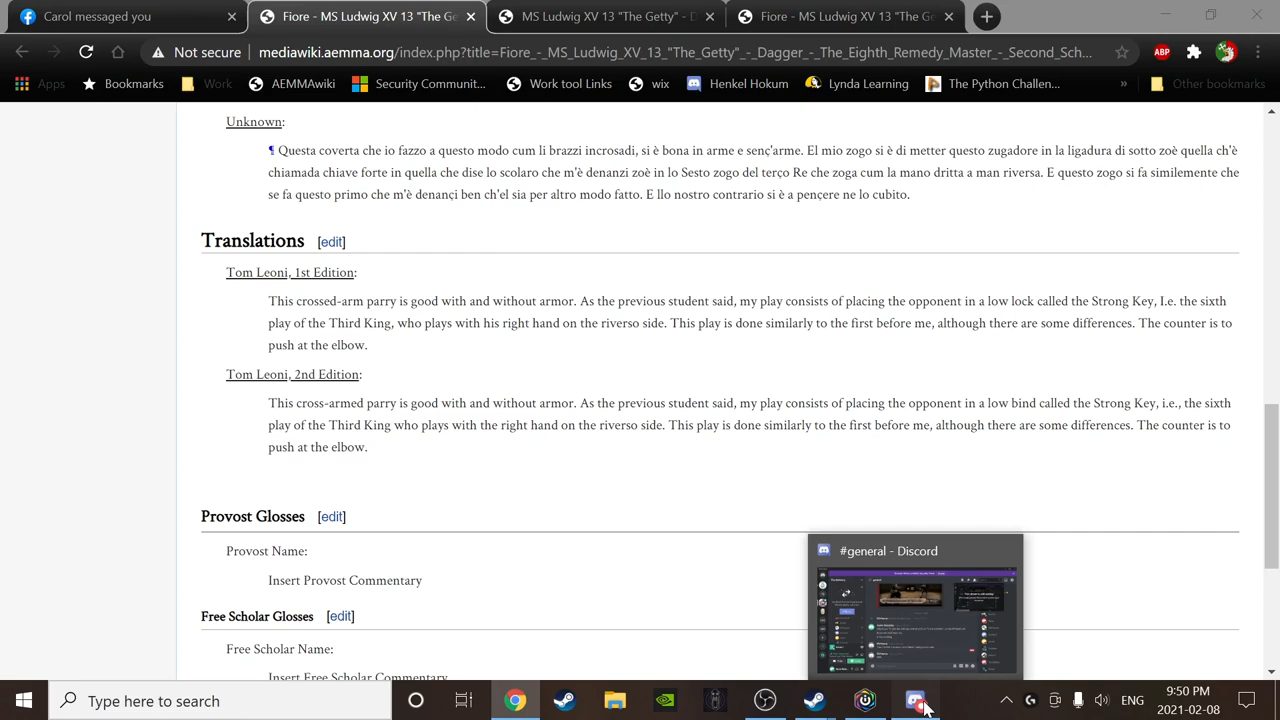 Carol messaged you
Fiore - MS Ludwig XV 13 "The Ge
MS Ludwig XV 13 "The Getty" - D
Fiore - MS Ludwig XV 13 "The Ge
Not secure
mediawiki.aemma.org/index.php?title=Fiore_-_MS_Ludwig_XV_13_"The_Getty"_-_Dagger_-_The_Eighth_Remedy_Master_-_Second_Sch...
ABP
Apps
Bookmarks
Work
AEMMAwiki
Security Communit...
Work tool Links
wix
Henkel Hokum
Lynda Learning
The Python Challen...
»
Other bookmarks
Unknown:
¶ Questa coverta che io fazzo a questo modo cum li brazzi incrosadi, si è bona in arme e senç'arme. El mio zogo si è di metter questo zugadore in la ligadura di sotto zoè quella ch'è
chiamada chiave forte in quella che dise lo scolaro che m'è denanzi zoè in lo Sesto zogo del terço Re che zoga cum la mano dritta a man riversa. E questo zogo si fa similemente che
se fa questo primo che m'è denançi ben ch'el sia per altro modo fatto. E llo nostro contrario si è a pençere ne lo cubito.
Translations [edit]
Tom Leoni, 1st Edition:
This crossed-arm parry is good with and without armor. As the previous student said, my play consists of placing the opponent in a low lock called the Strong Key, I.e. the sixth
play of the Third King, who plays with his right hand on the riverso side. This play is done similarly to the first before me, although there are some differences. The counter is to
push at the elbow.
Tom Leoni, 2nd Edition:
This cross-armed parry is good with and without armor. As the previous student said, my play consists of placing the opponent in a low bind called the Strong Key, i.e., the sixth
play of the Third King who plays with the right hand on the riverso side. This play is done similarly to the first before me, although there are some differences. The counter is to
push at the elbow.
Provost Glosses [edit]
Provost Name:
Insert Provost Commentary
#general - Discord
Free Scholar Glosses [edit]
Free Scholar Name:
Insert Free Scholar Commentary
Type here to search
ENG
9:50 PM
2021-02-08